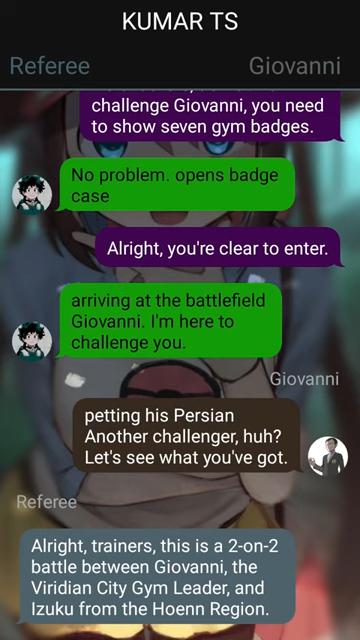 KUMAR TS
Referee
Giovanni
challenge Giovanni, you need
to show seven gym badges.
No problem. opens badge
case
Alright, you're clear to enter.
arriving at the battlefield
Giovanni. I'm here to
challenge you.
Giovanni
petting his Persian
Another challenger, huh?
Let's see what you've got.
Referee
Alright, trainers, this is a 2-on-2
battle between Giovanni, the
Viridian City Gym Leader, and
Izuku from the Hoenn Region.